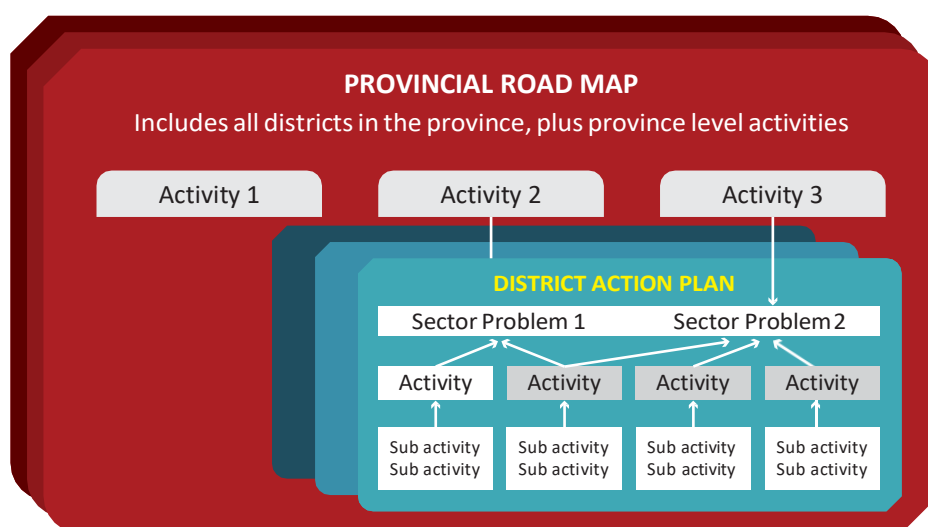 PROVINCIAL ROAD MAP
Includes all districts in the province, plus province level activities
Activity 1 Activity 2 Activity 3
DISTRICT ACTION PLAN
Sector Problem 1 Sector Problem 2
Activity Activity Activity Activity
Sub activity Sub activity Sub activity Sub activity
Sub activity Sub activity Sub activity Sub activity